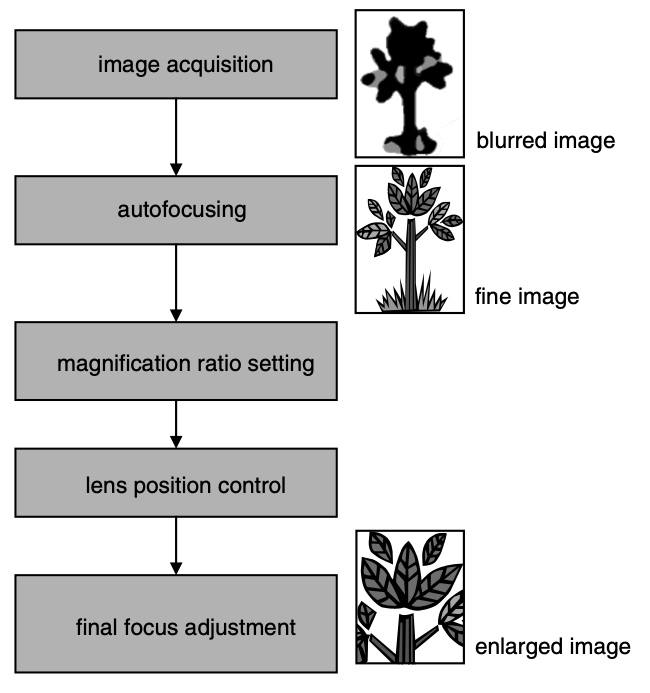 image acquisition
blurred image
autofocusing
fine image
magnification ratio setting
lens position control
final focus adjustment
enlarged image